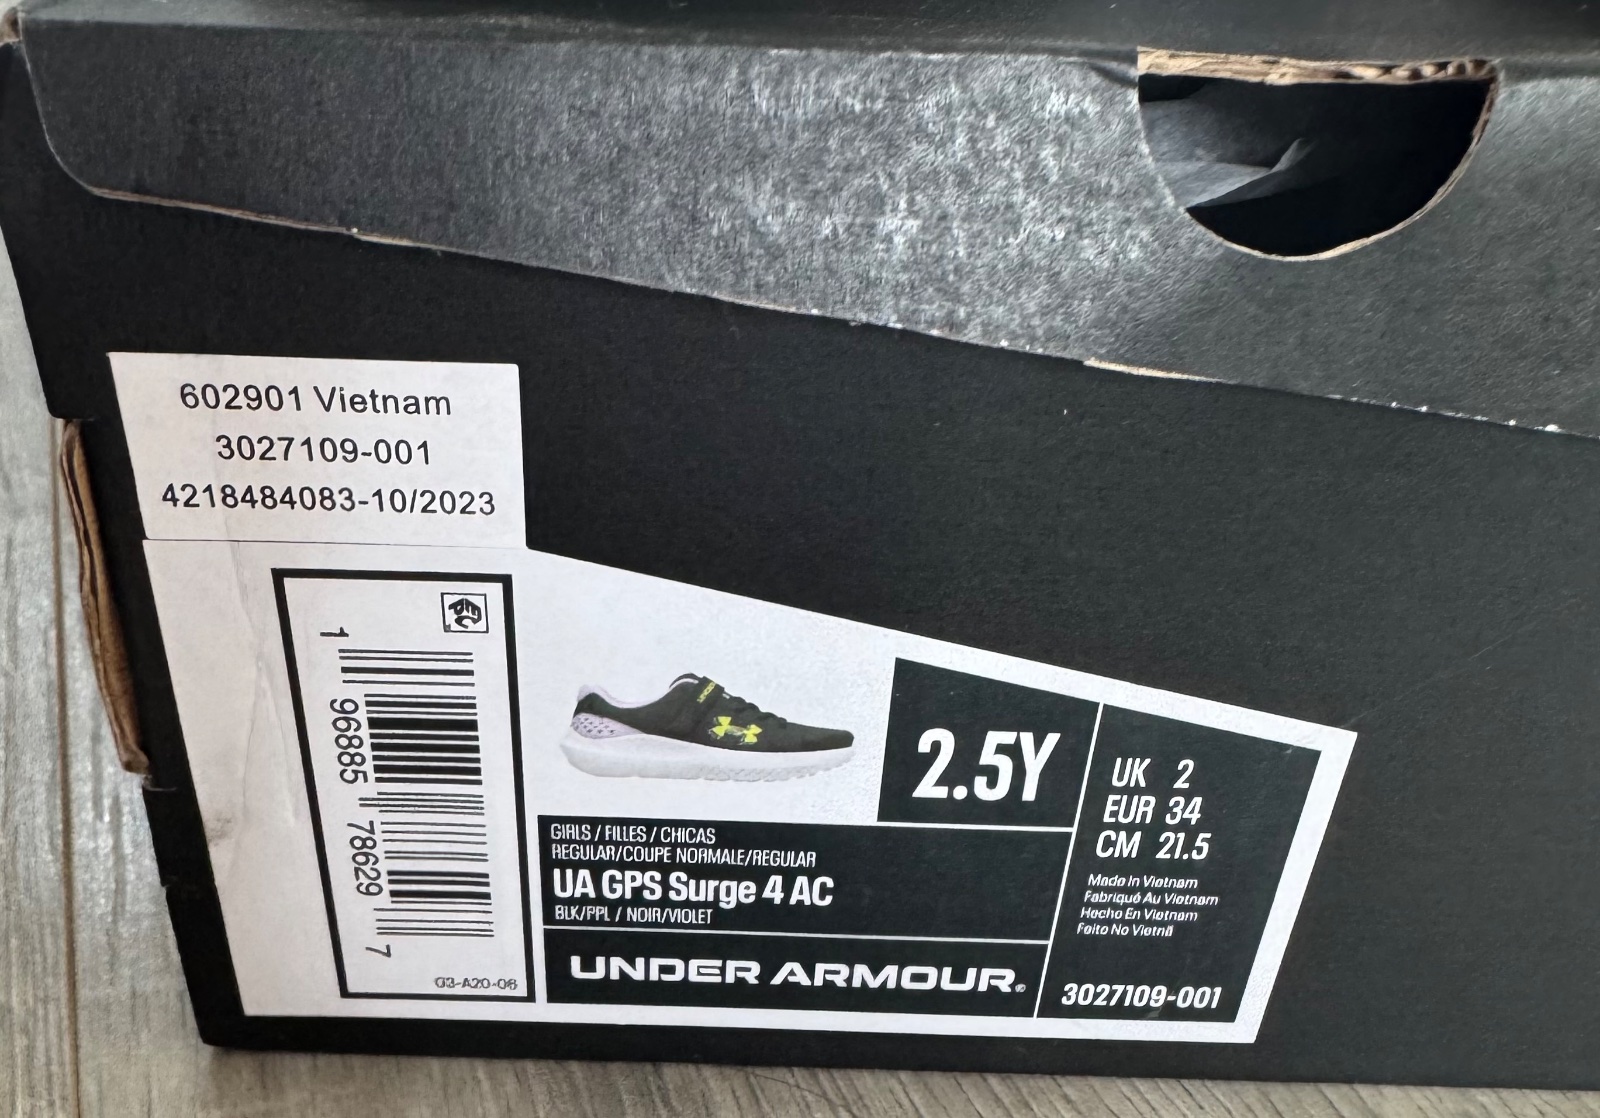 602901 Vietnam
3027109-001
4218484083-10/2023
1 96885 78629 7
03-A20-06
2.5Y
UK 2
EUR 34
CM 21.5
Made In Vietnam
Fabriqué Au Vietnam
Hecho En Vietnam
Feito No Vietnã
3027109-001
GIRLS / FILLES / CHICAS
REGULAR/COUPE NORMALE/REGULAR
UA GPS Surge 4 AC
BLK/PPL / NOIR/VIOLET
UNDER ARMOUR®